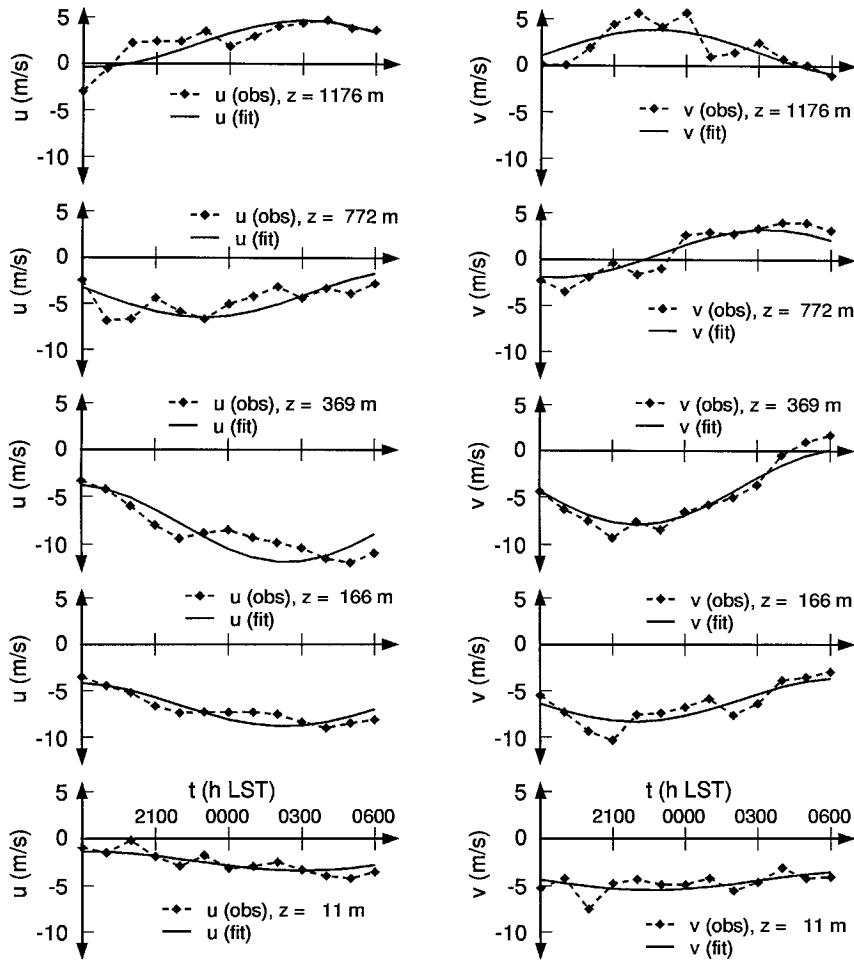 5
0
-5
-10
u (m/s)
u (obs), z = 1176 m
u (fit)
5
0
-5
-10
v (m/s)
v (obs), z = 1176 m
v (fit)
5
0
-5
-10
u (m/s)
u (obs), z = 772 m
u (fit)
5
0
-5
-10
v (m/s)
v (obs), z = 772 m
v (fit)
5
0
-5
-10
u (m/s)
u (obs), z = 369 m
u (fit)
5
0
-5
-10
v (m/s)
v (obs), z = 369 m
v (fit)
5
0
-5
-10
u (m/s)
u (obs), z = 166 m
u (fit)
5
0
-5
-10
v (m/s)
v (obs), z = 166 m
v (fit)
t (h LST)
2100 0000 0300 0600
5
0
-5
-10
u (m/s)
u (obs), z = 11 m
u (fit)
t (h LST)
2100 0000 0300 0600
5
0
-5
-10
v (m/s)
v (obs), z = 11 m
v (fit)